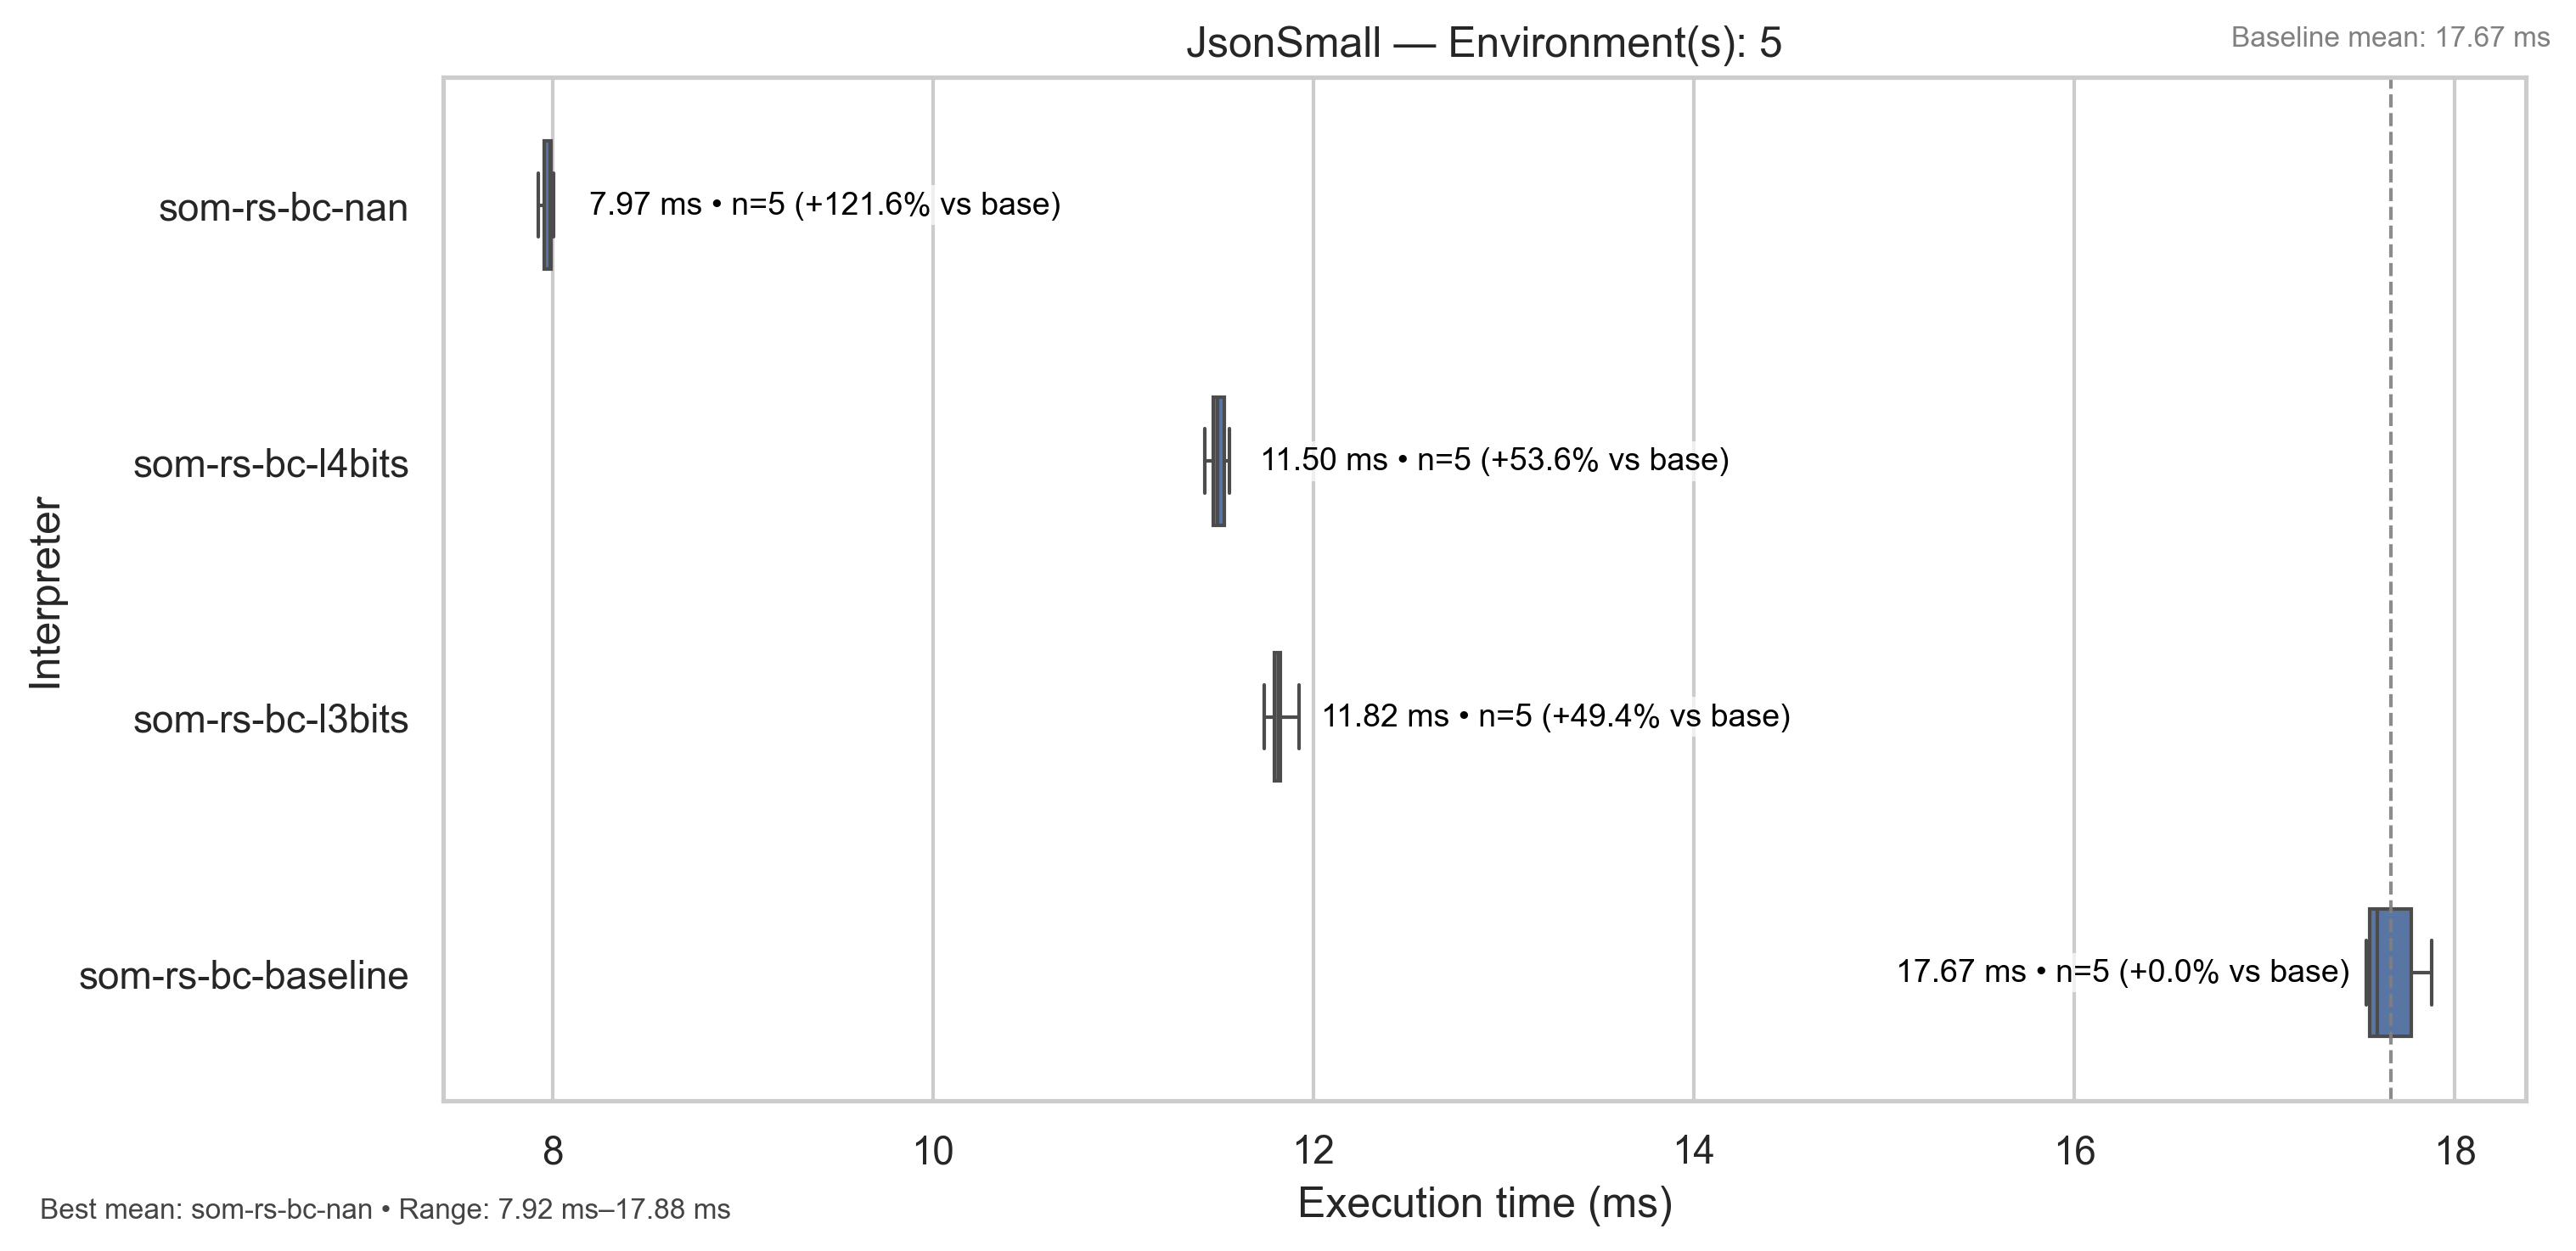 JsonSmall — Environment(s): 5
Baseline mean: 17.67 ms
som-rs-bc-nan
7.97 ms • n=5 (+121.6% vs base)
som-rs-bc-l4bits
11.50 ms • n=5 (+53.6% vs base)
som-rs-bc-l3bits
11.82 ms • n=5 (+49.4% vs base)
som-rs-bc-baseline
17.67 ms • n=5 (+0.0% vs base)
Interpreter
8 10 12 14 16 18
Execution time (ms)
Best mean: som-rs-bc-nan • Range: 7.92 ms–17.88 ms